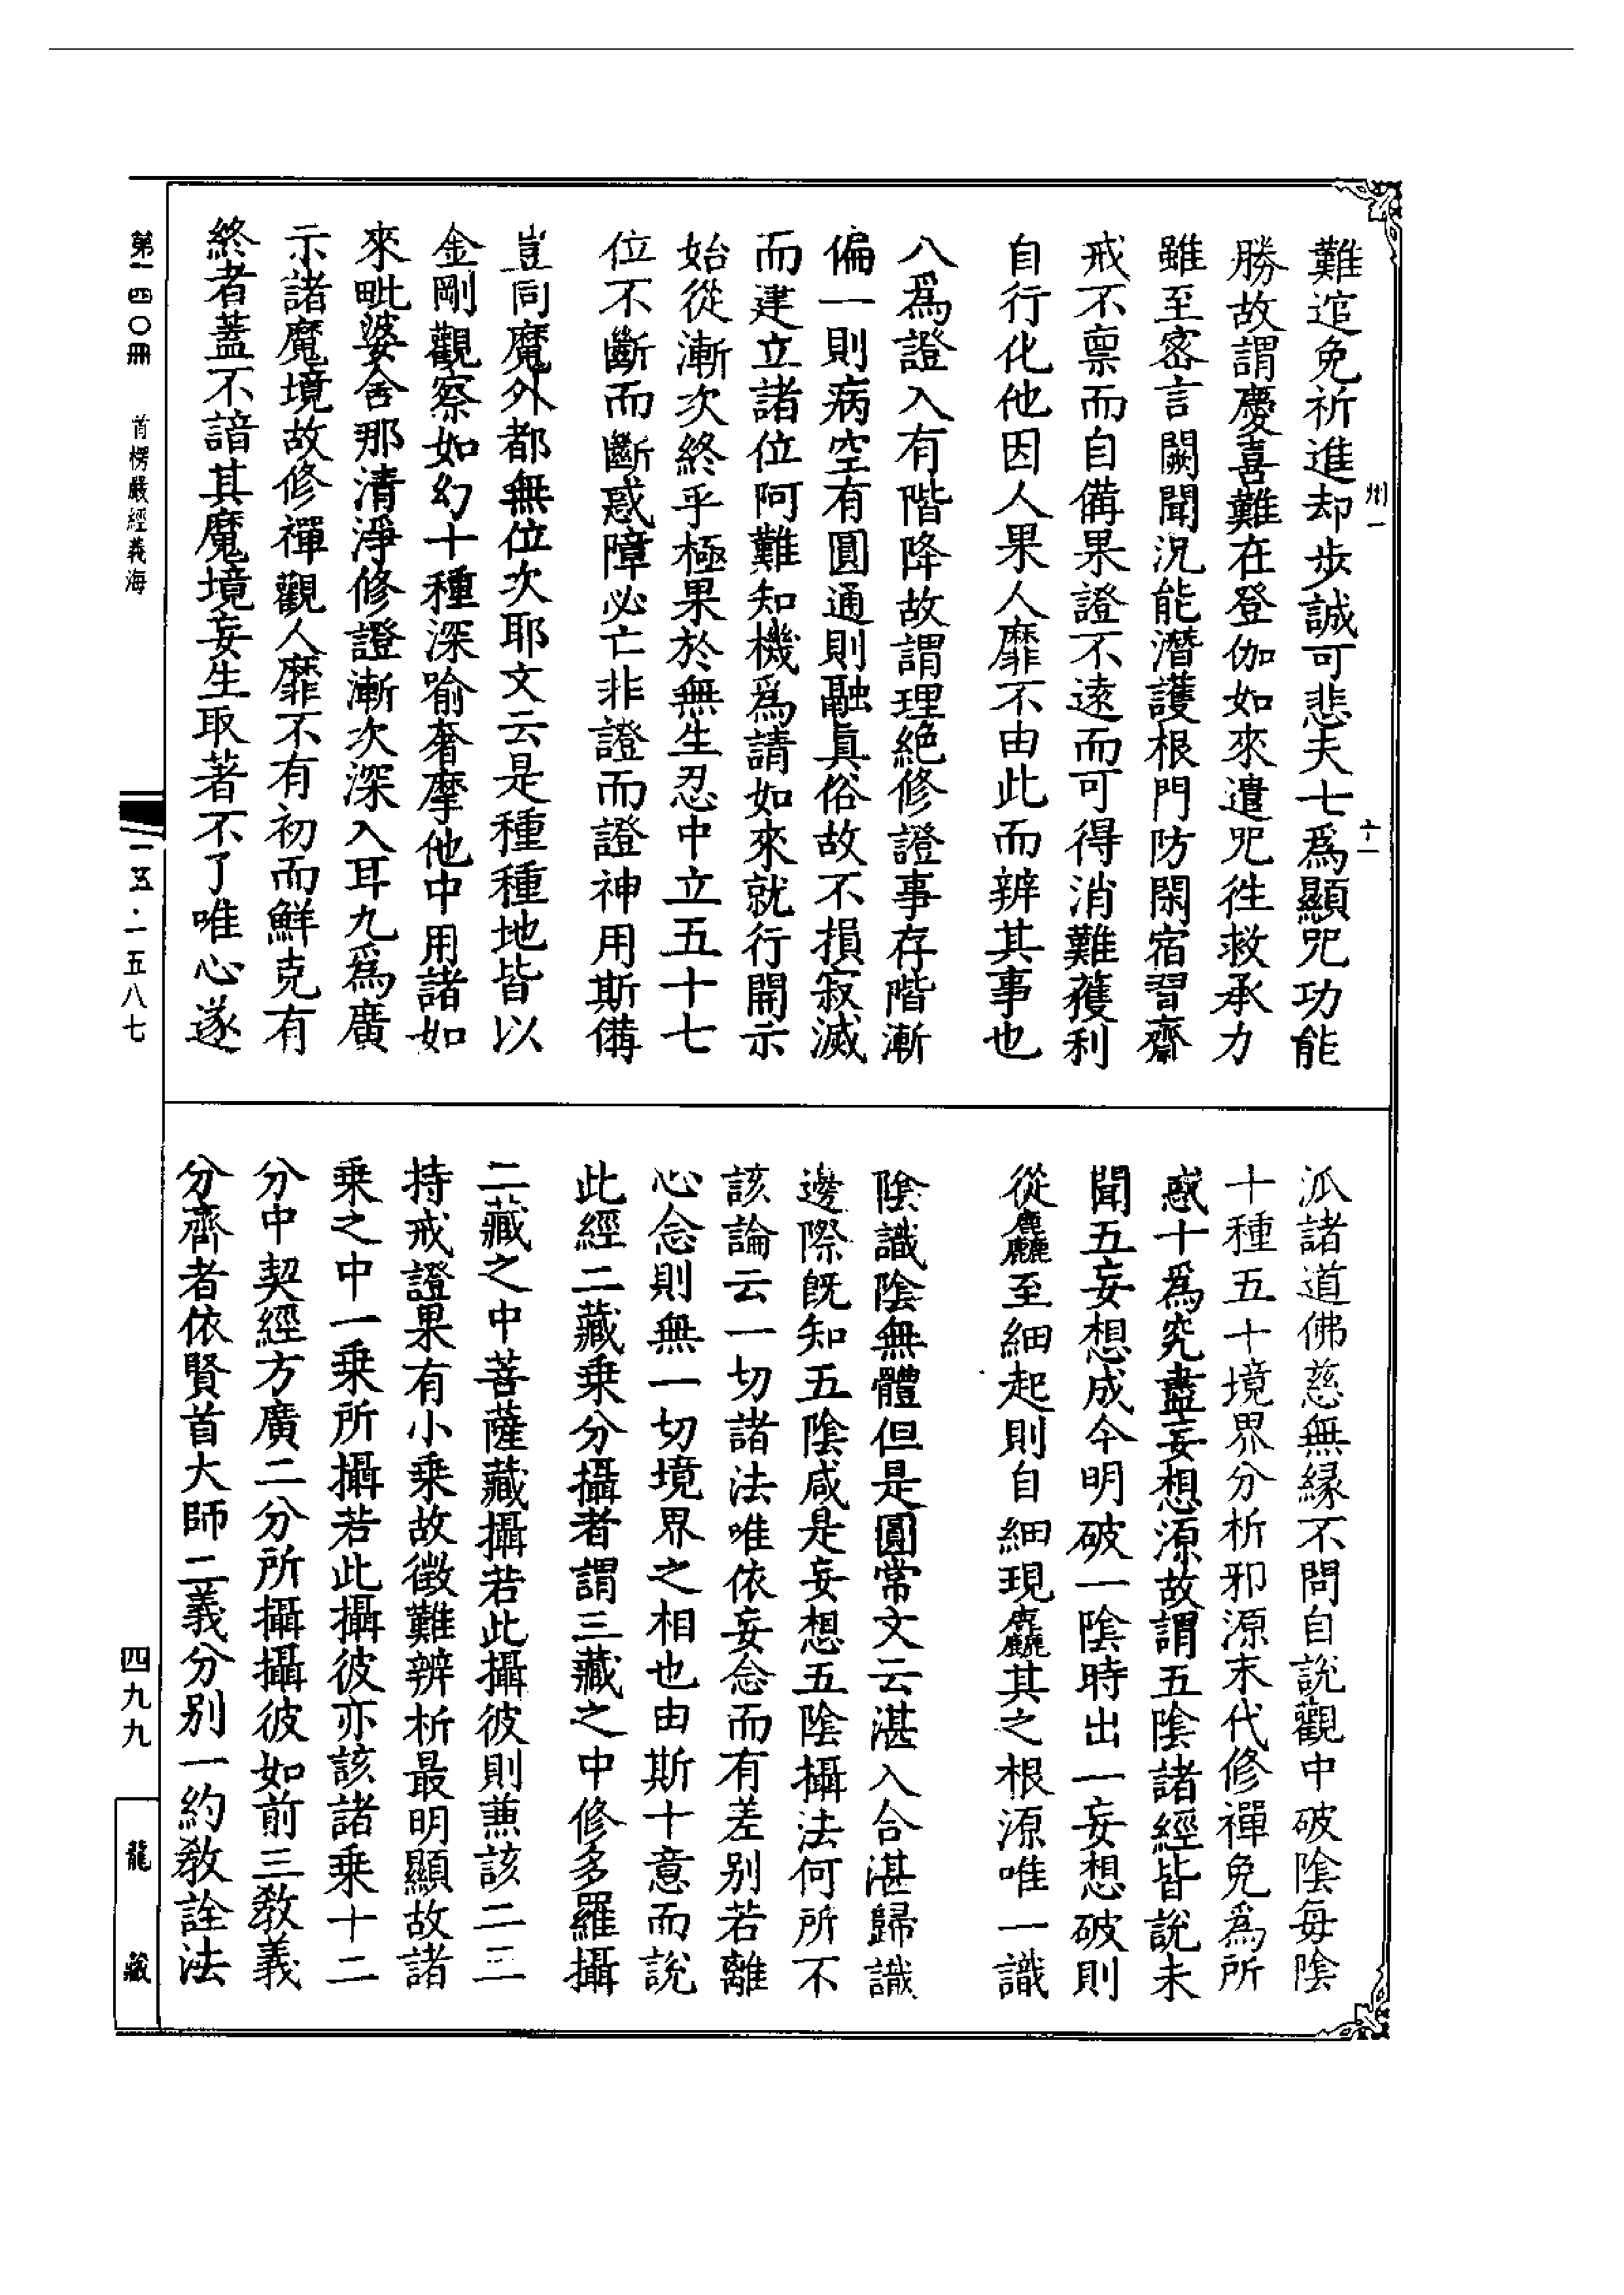 難逭免祈進却步誠可悲夫七爲顯咒功能
勝故謂慶喜難在登伽如來遣咒往救承力
雖至密言闕聞況能潛護根門防閑宿習齋
戒不禀而自備果證不遠而可得消難獲利
自行化他因人果人靡不由此而辨其事也
八爲證入有階降故謂理絶修證事存階漸
偏一則病空有圓通則融眞俗故不損寂滅
而建立諸位阿難知機爲請如來就行開示
始從漸次終乎極果於無生忍中立五十七
位不斷而斷惑障必亡非證而證神用斯備
豈同魔外都無位次耶文云是種種地皆以
金剛觀察如幻十種深喻奢摩他中用諸如
來毗婆舍那清淨修證漸次深入耳九爲廣
示諸魔境故修禪觀人靡不有初而鮮克有
終者蓋不諳其魔境妄生取著不了唯心遂
泒諸道佛慈無緣不問自說觀中破陰每陰
十種五十境界分析邪源末代修禪免爲所
惑十爲究盡妄想源故謂五陰諸經皆說未
聞五妄想成今明破一陰時出一妄想破則
從麤至細起則自細現麤其之根源唯一識
陰識陰無體但是圓常文云湛入合湛歸識
邊際旣知五陰咸是妄想五陰攝法何所不
該論云一切諸法唯依妄念而有差别若離
心念則無一切境界之相也由斯十意而說
此經二藏乗分攝者謂三藏之中修多羅攝
二藏之中菩薩藏攝若此攝彼則兼該二三
持戒證果有小乗故徵難辨析最明顯故諸
乗之中一乗所攝若此攝彼亦該諸乗十二
分中契經方廣二分所攝攝彼如前三教義
分齊者依賢首大師二義分别一約教詮法
州一
十一
第一四〇冊
首楞嚴經義海
一五·一五八七
四九九
龍藏